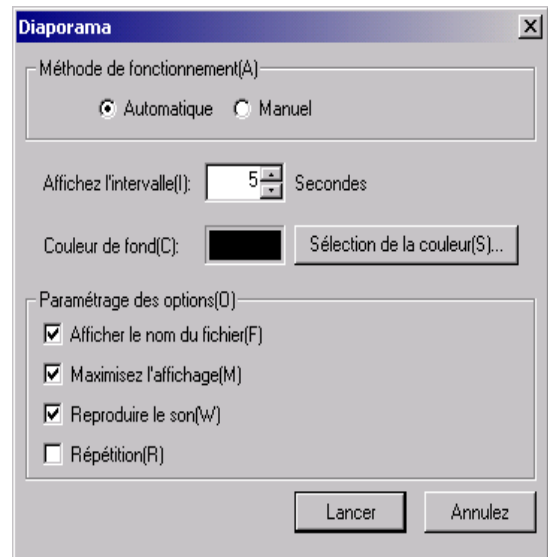 Diaporama
Méthode de fonctionnement(A)
Automatique Manuel
Affichez l'intervalle(I): 5 Secondes
Couleur de fond(C): Sélection de la couleur(S)...
Paramétrage des options(O)
Afficher le nom du fichier(F)
Maximisez l'affichage(M)
Reproduire le son(W)
Répétition(R)
Lancer Annulez